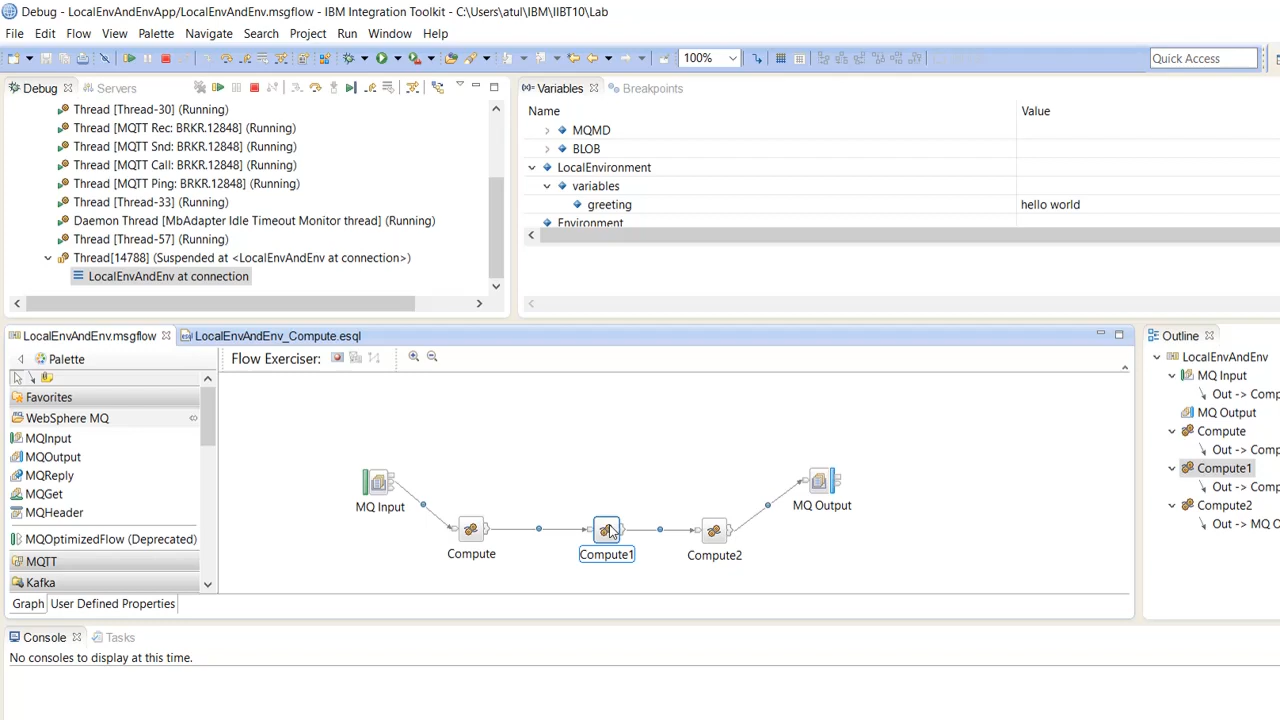 Debug - LocalEnvAndEnvApp/LocalEnvAndEnv.msgflow - IBM Integration Toolkit - C:\Users\atul\IBM\IIBT10\Lab
File Edit Flow View Palette Navigate Search Project Run Window Help
100%
Quick Access
Debug
Servers
Thread [Thread-30] (Running)
Thread [MQTT Rec: BRKR.12848] (Running)
Thread [MQTT Snd: BRKR.12848] (Running)
Thread [MQTT Call: BRKR.12848] (Running)
Thread [MQTT Ping: BRKR.12848] (Running)
Thread [Thread-33] (Running)
Daemon Thread [MbAdapter Idle Timeout Monitor thread] (Running)
Thread [Thread-57] (Running)
Thread[14788] (Suspended at <LocalEnvAndEnv at connection>)
LocalEnvAndEnv at connection
(x)= Variables
Breakpoints
Name Value
MQMD
BLOB
LocalEnvironment
variables
greeting hello world
Environment
LocalEnvAndEnv.msgflow
LocalEnvAndEnv_Compute.esql
Palette
Flow Exerciser:
Favorites
WebSphere MQ
MQInput
MQOutput
MQReply
MQGet
MQHeader
MQOptimizedFlow (Deprecated)
MQTT
Kafka
MQ Input
Compute
Compute1
Compute2
MQ Output
Graph
User Defined Properties
Outline
LocalEnvAndEnv
MQ Input
Out -> Comp
MQ Output
Compute
Out -> Comp
Compute1
Out -> Comp
Compute2
Out -> MQ O
Console
Tasks
No consoles to display at this time.